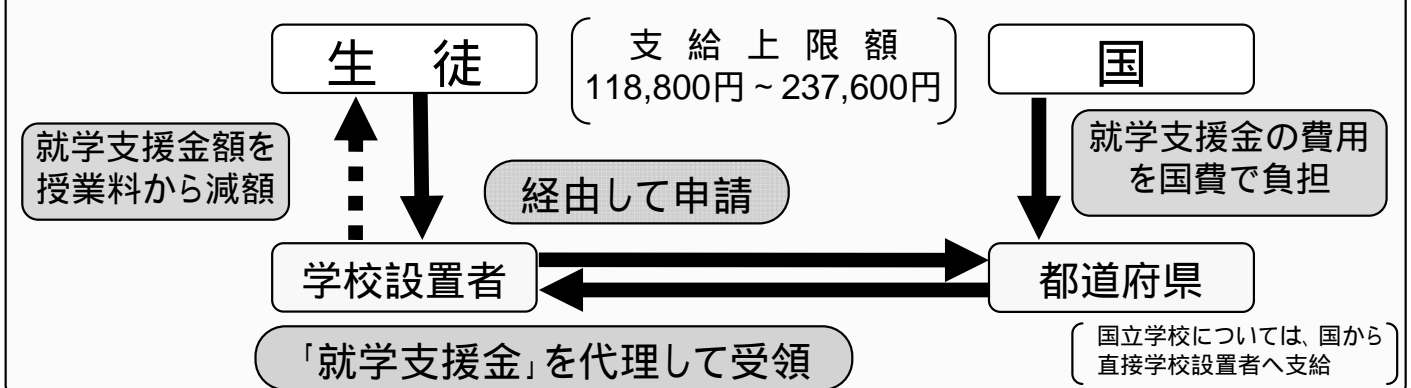 生　徒
支 給 上 限 額
118,800円 ~ 237,600円
国
就学支援金額を
授業料から減額
就学支援金の費用
を国費で負担
経由して申請
学校設置者
都道府県
「就学支援金」を代理して受領
国立学校については、国から
直接学校設置者へ支給